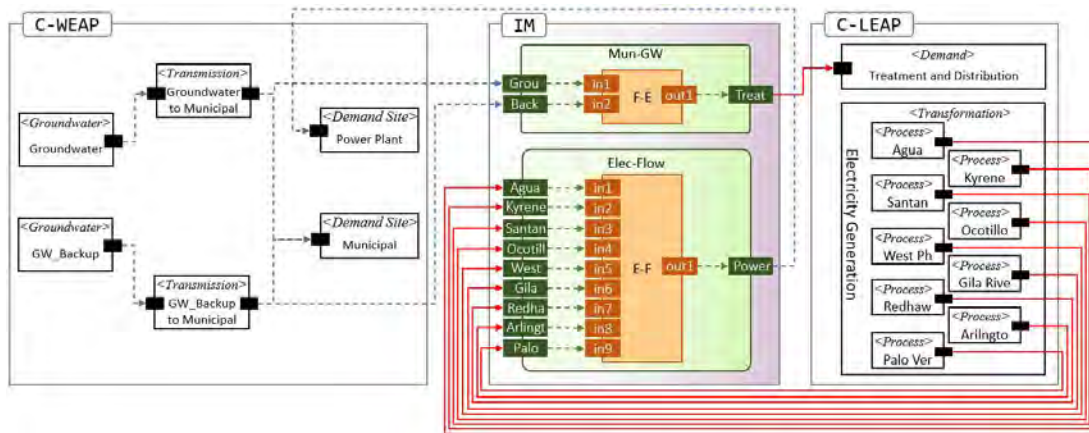 C-WEAP
<Transmission>
Groundwater
to Municipal
<Groundwater>
Groundwater
<Demand Site>
Power Plant
<Groundwater>
GW_Backup
<Demand Site>
Municipal
<Transmission>
GW_Backup
to Municipal
IM
Mun-GW
Grou
Back
in1
in2
F-E
out1
Treat
Elec-Flow
Agua
Kyrene
Santan
Ocotill
West
Gila
Redha
Arlingt
Palo
in1
in2
in3
in4
in5
in6
in7
in8
in9
E-F
out1
Power
C-LEAP
<Demand>
Treatment and Distribution
<Transformation>
Electricity Generation
<Process>
Agua
<Process>
Kyrene
<Process>
Santan
<Process>
Ocotillo
<Process>
West Ph
<Process>
Gila Rive
<Process>
Redhaw
<Process>
Arilngto
<Process>
Palo Ver